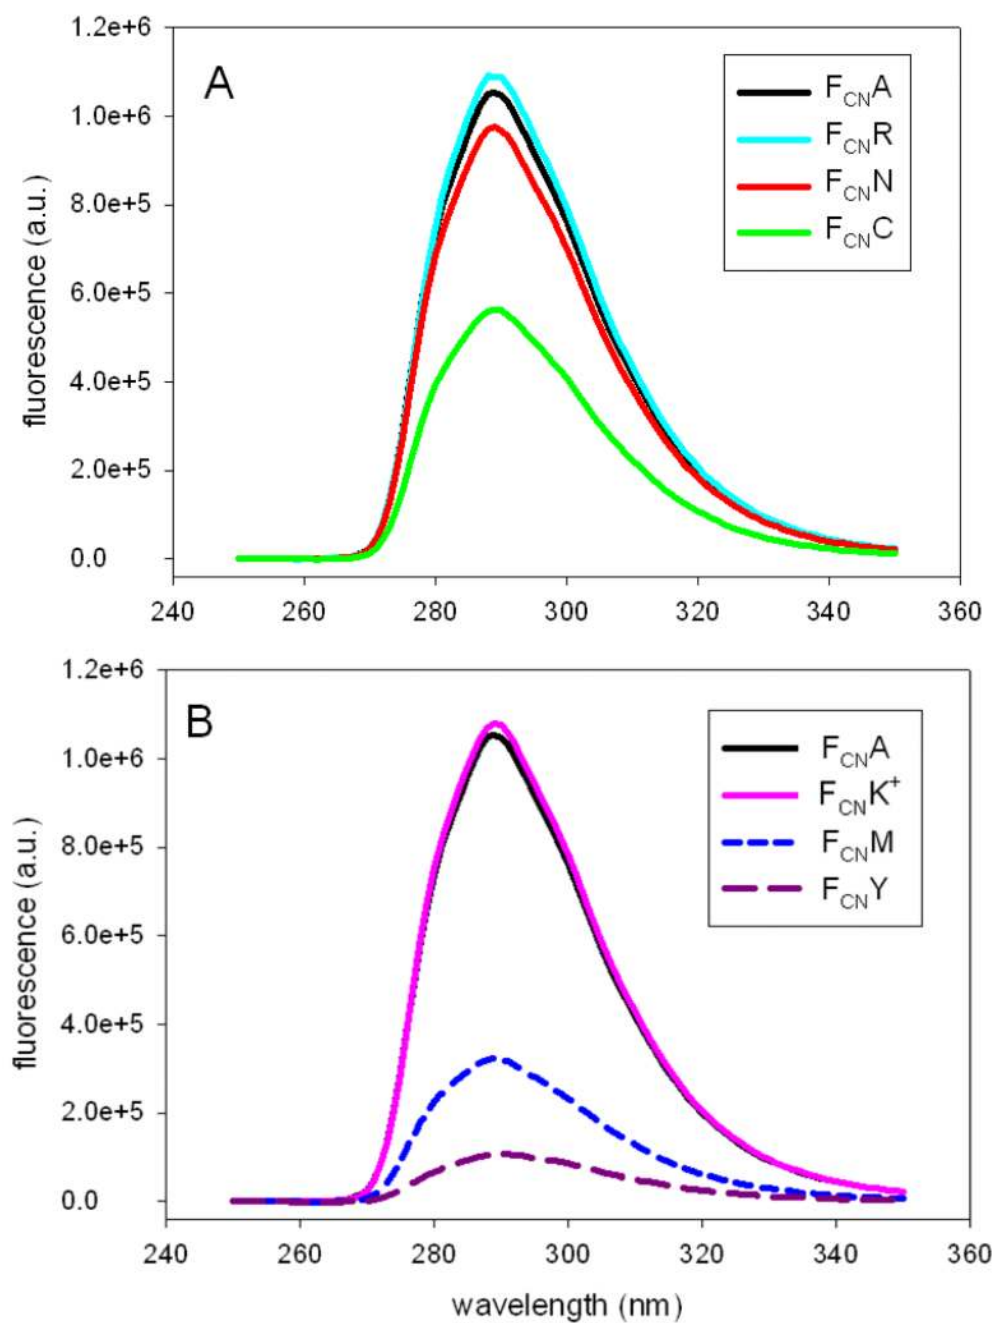 A
fluorescence (a.u.)
1.2e+6
1.0e+6
8.0e+5
6.0e+5
4.0e+5
2.0e+5
0.0
240 260 280 300 320 340 360
F_CN A
F_CN R
F_CN N
F_CN C
B
fluorescence (a.u.)
1.2e+6
1.0e+6
8.0e+5
6.0e+5
4.0e+5
2.0e+5
0.0
240 260 280 300 320 340 360
wavelength (nm)
F_CN A
F_CN K⁺
F_CN M
F_CN Y